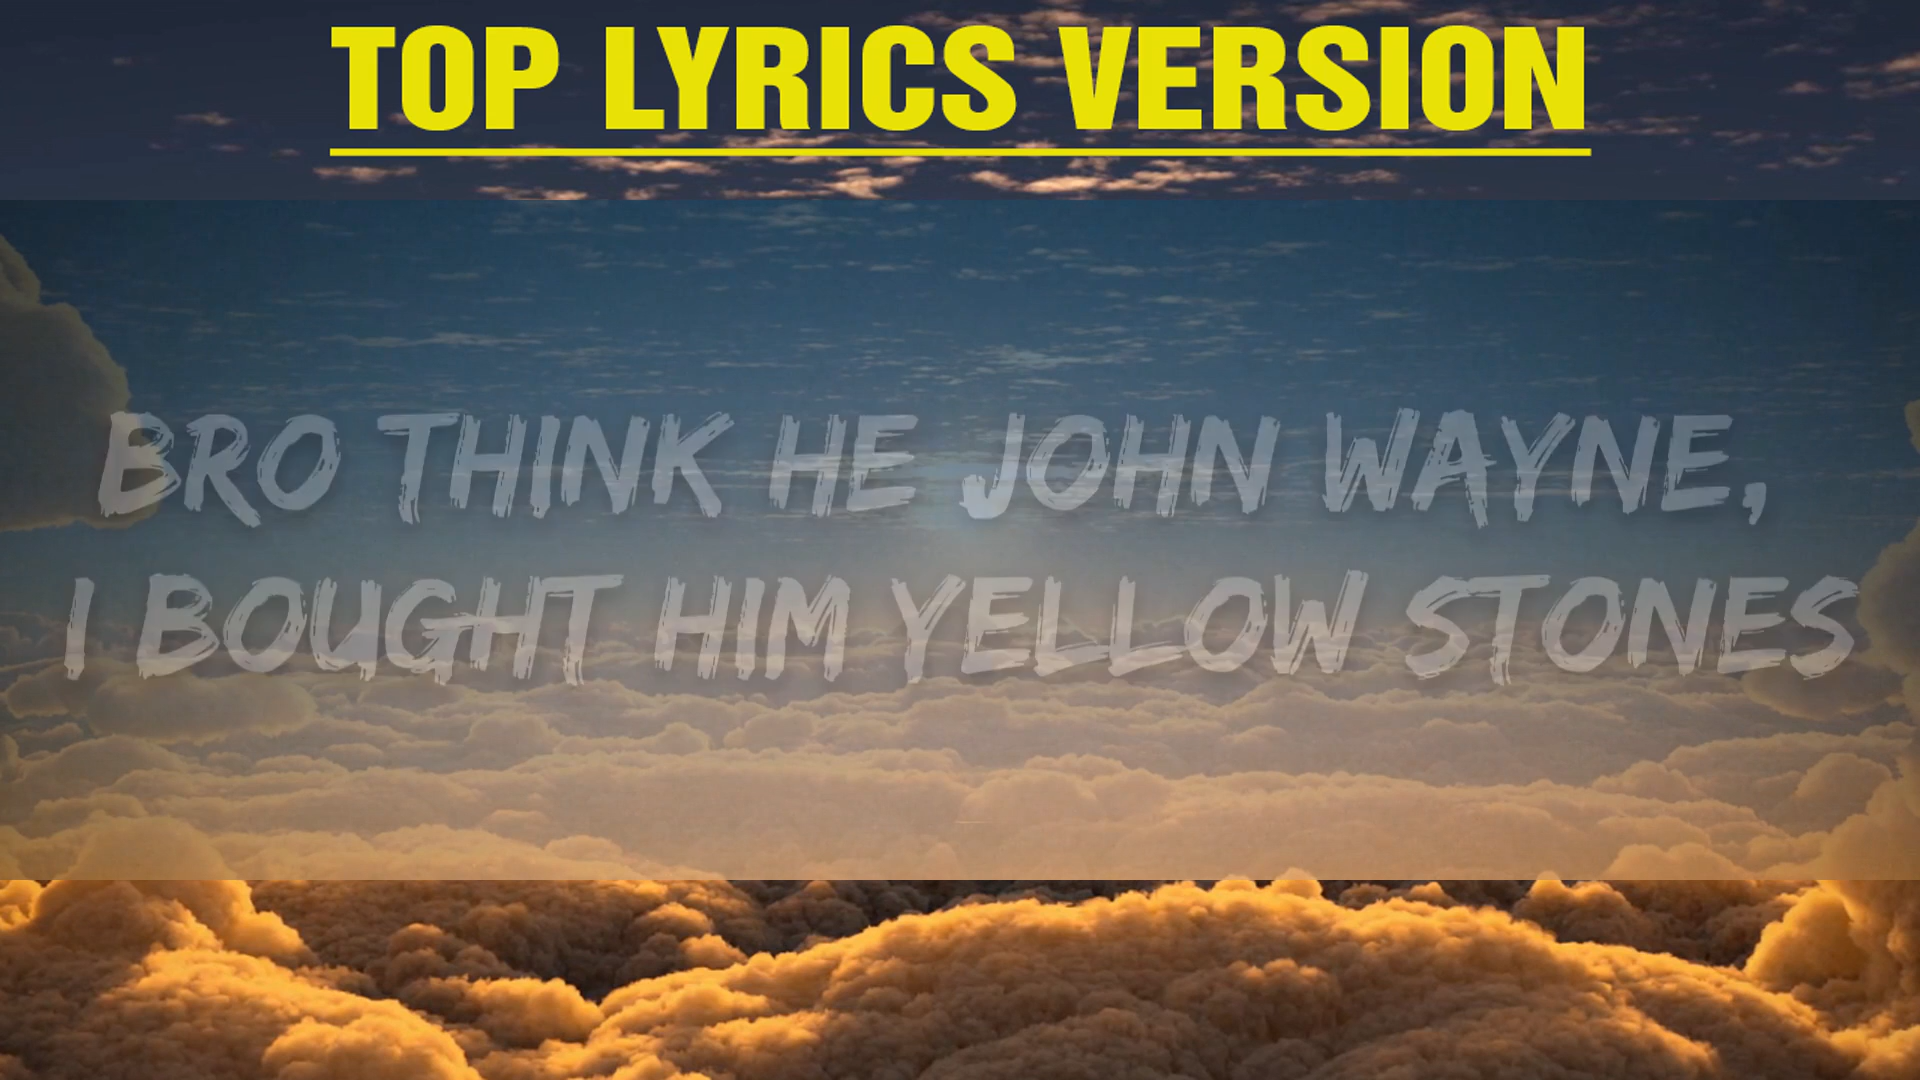 TOP LYRICS VERSION
BRO THINK HE JOHN WAYNE,
I BOUGHT HIM YELLOW STONES